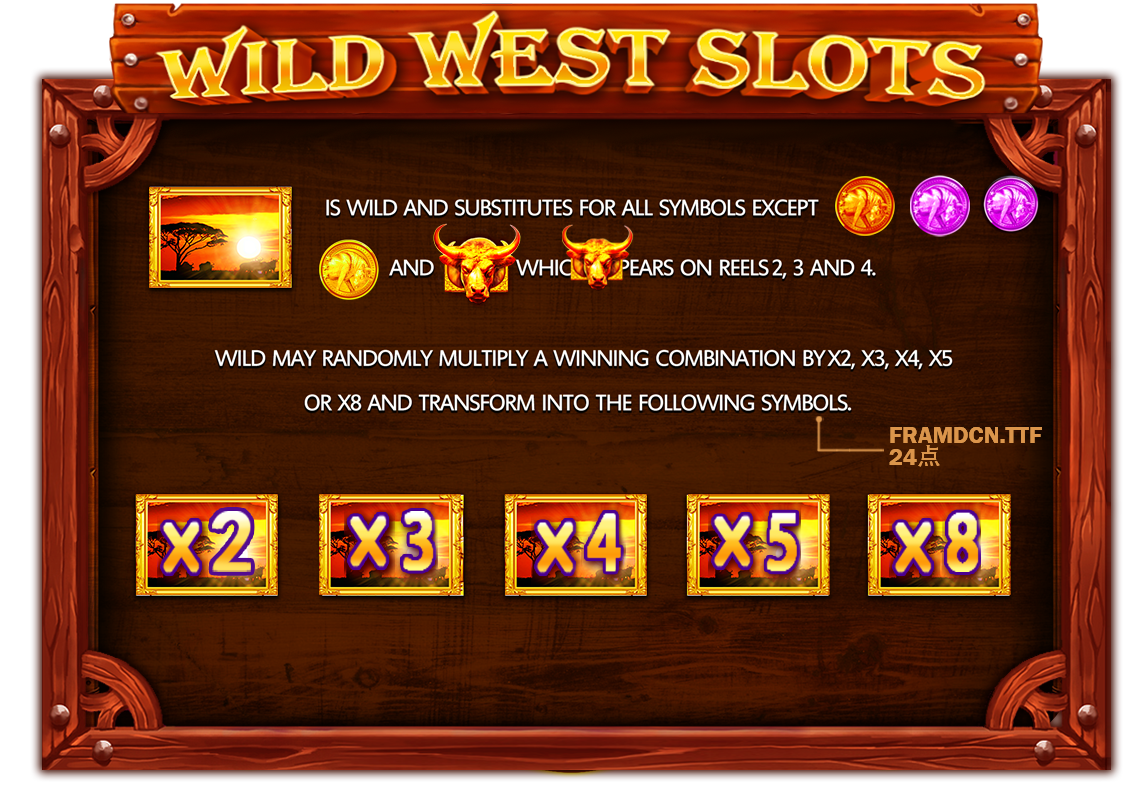 WILD WEST SLOTS
IS WILD AND SUBSTITUTES FOR ALL SYMBOLS EXCEPT
AND WHIC PEARS ON REELS 2, 3 AND 4.
WILD MAY RANDOMLY MULTIPLY A WINNING COMBINATION BY X2, X3, X4, X5
OR X8 AND TRANSFORM INTO THE FOLLOWING SYMBOLS.
FRAMDCN.TTF
24点
x2 x3 x4 x5 x8